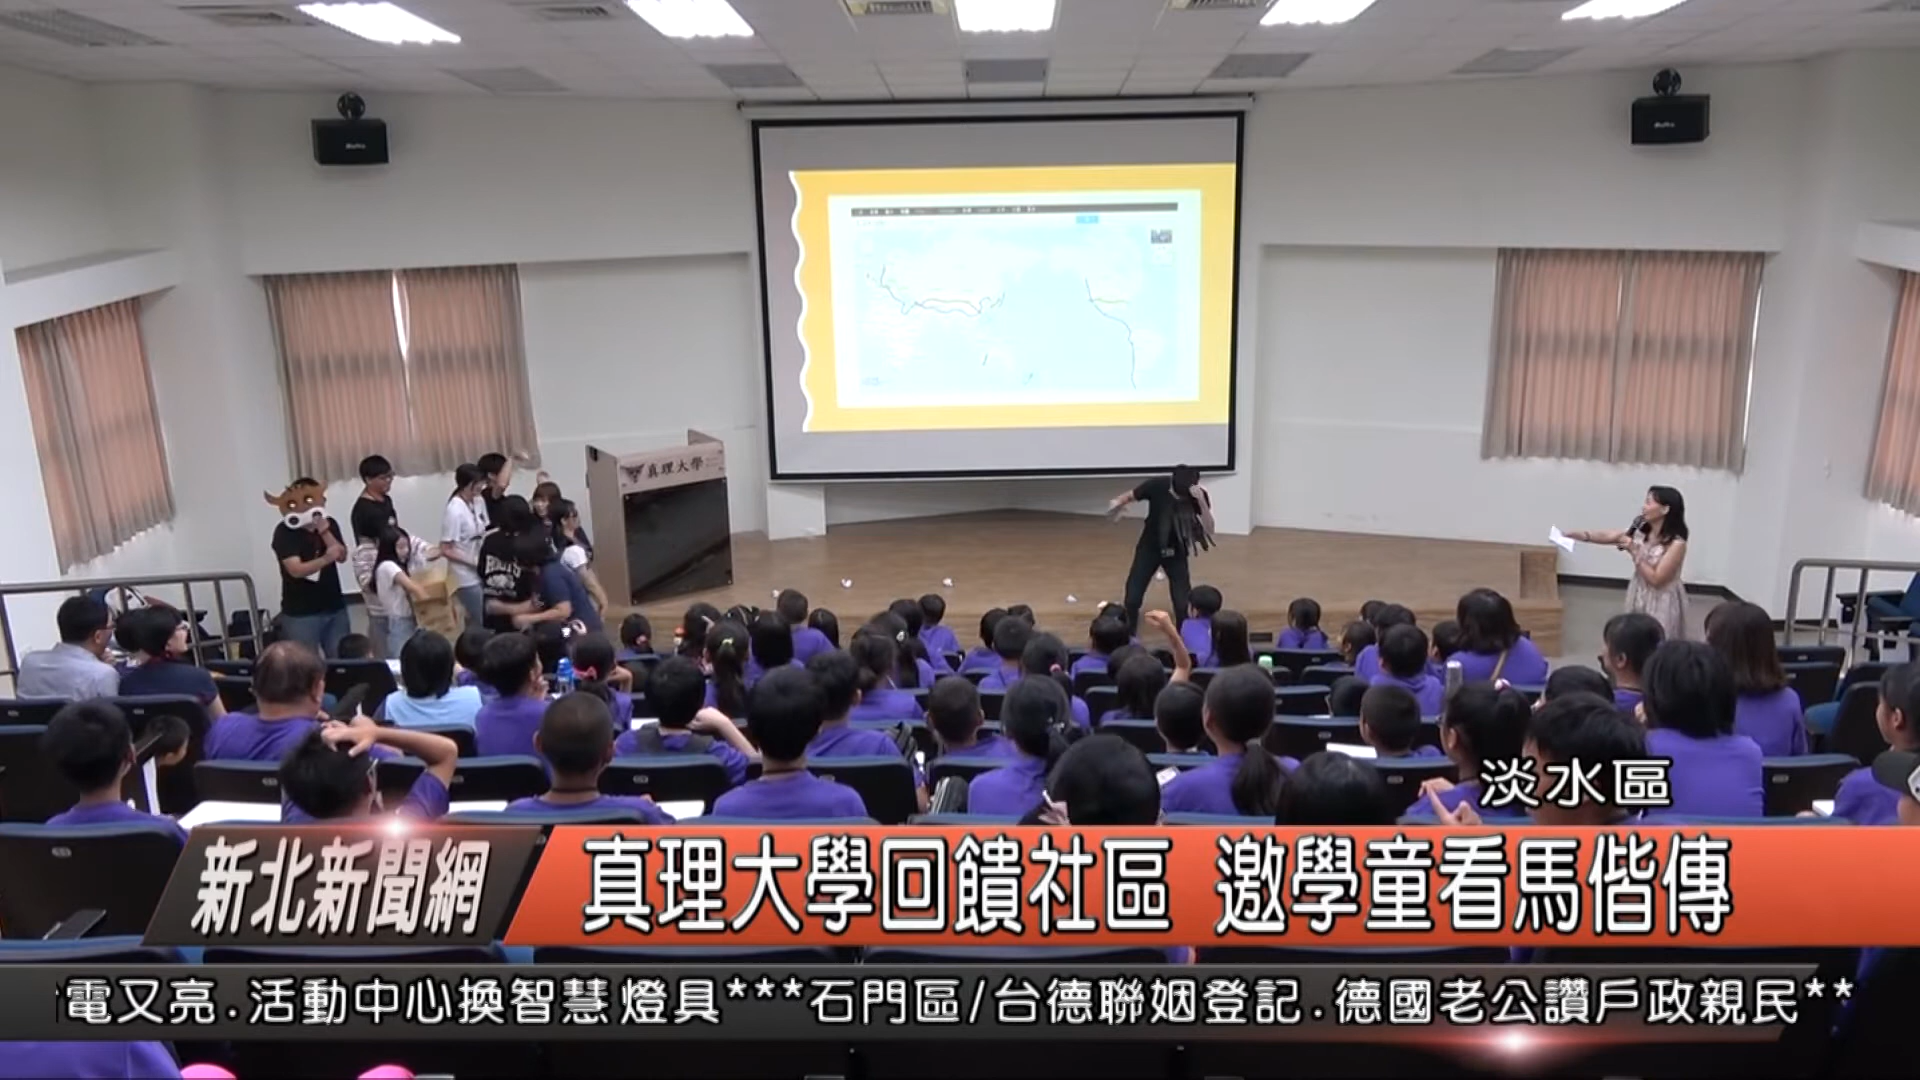 真理大學
淡水區
新北新聞網
真理大學回饋社區 邀學童看馬偕傳
電又亮.活動中心換智慧燈具***石門區/台德聯姻登記.德國老公讚戶政親民**